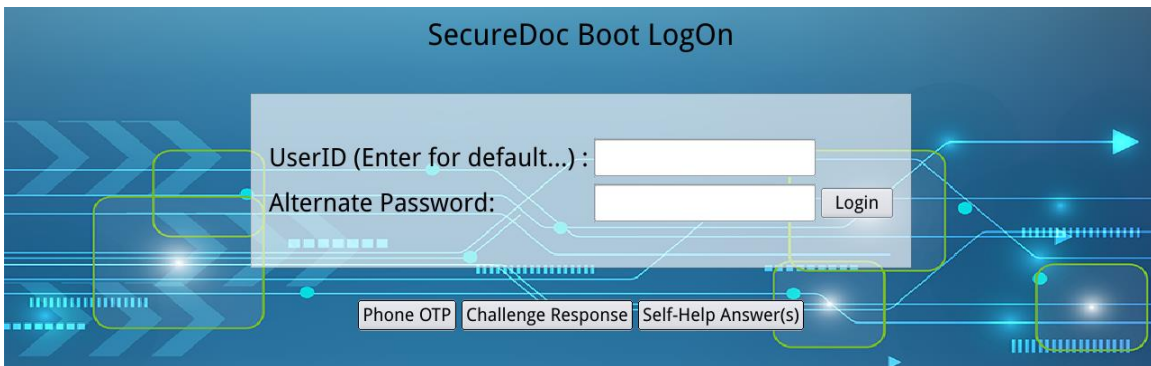 SecureDoc Boot LogOn
UserID (Enter for default...) :
Alternate Password:
Login
Phone OTP
Challenge Response
Self-Help Answer(s)